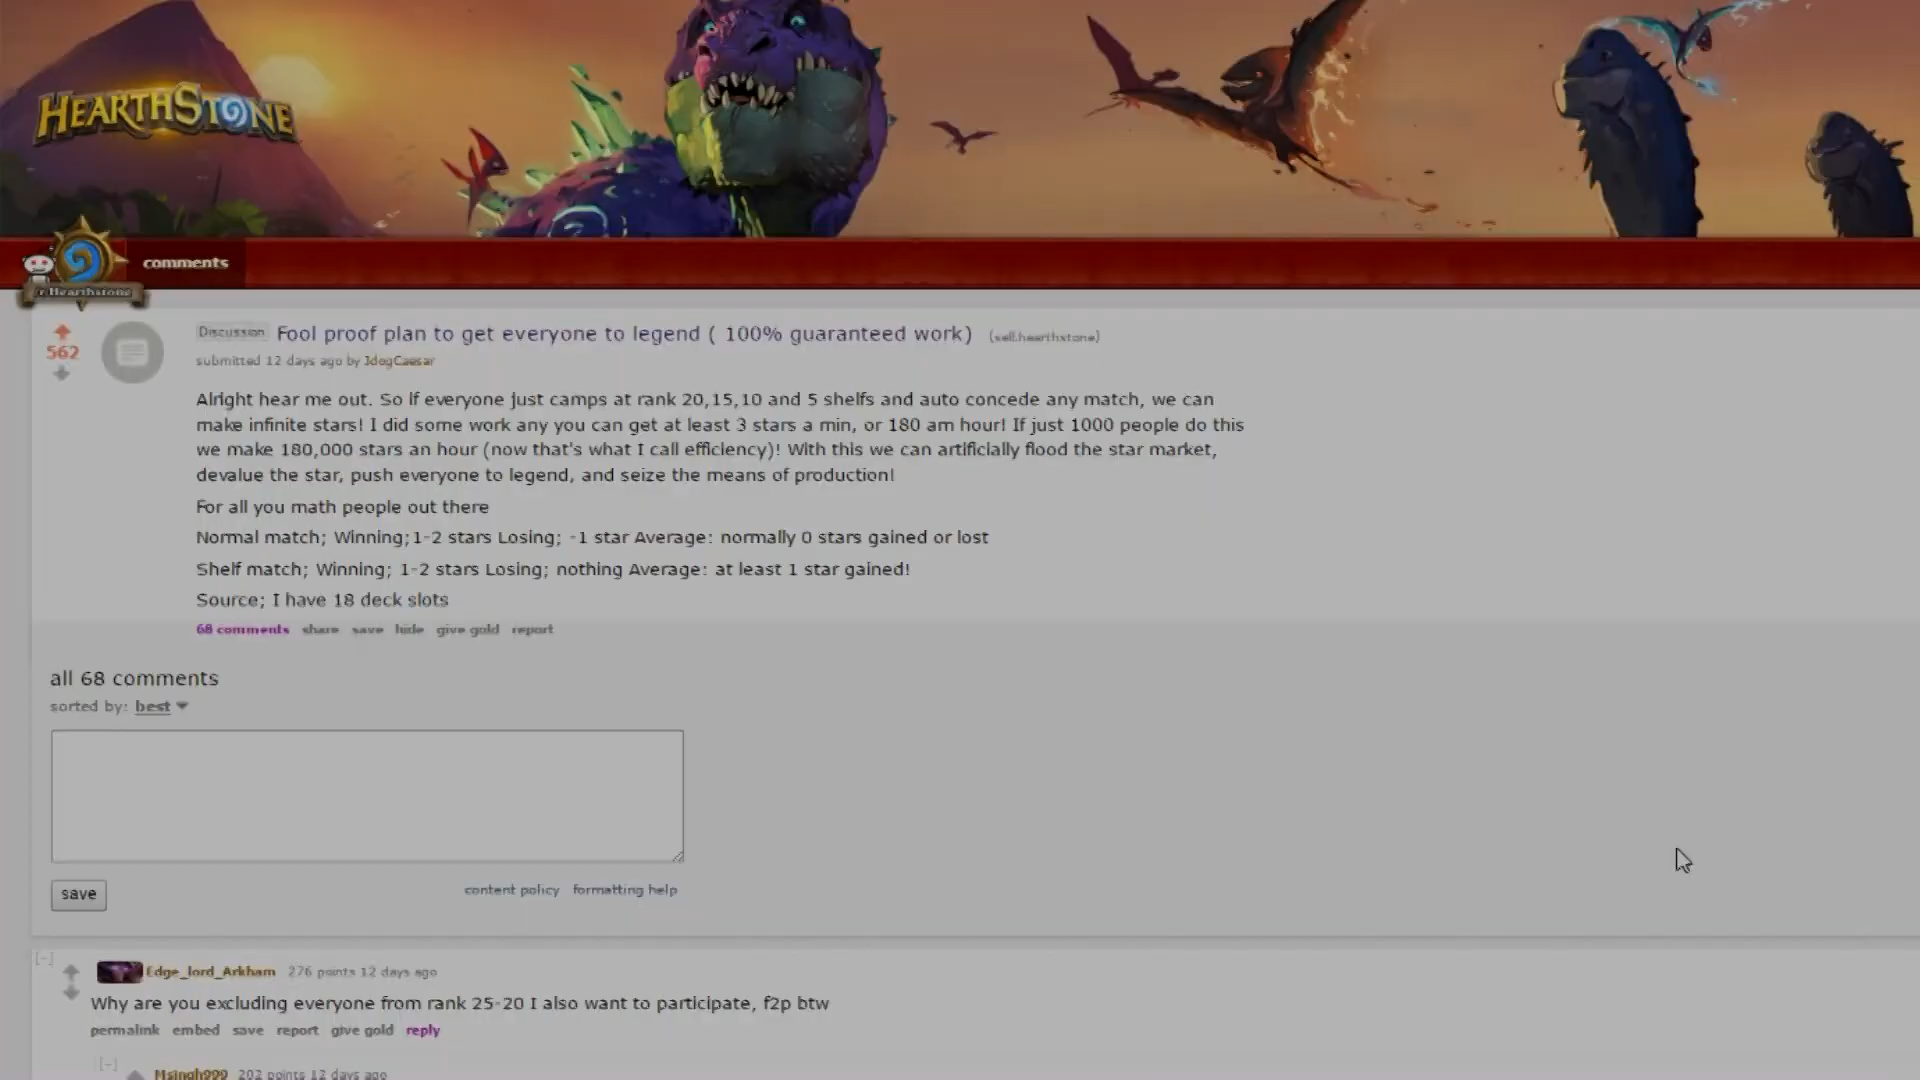 HEARTHSTONE
comments
r/Hearthstone
Discussion Fool proof plan to get everyone to legend ( 100% guaranteed work) (self.hearthstone)
562
submitted 12 days ago by JdogCaesar
Alright hear me out. So if everyone just camps at rank 20,15,10 and 5 shelfs and auto concede any match, we can
make infinite stars! I did some work any you can get at least 3 stars a min, or 180 am hour! If just 1000 people do this
we make 180,000 stars an hour (now that's what I call efficiency)! With this we can artificially flood the star market,
devalue the star, push everyone to legend, and seize the means of production!
For all you math people out there
Normal match; Winning;1-2 stars Losing; -1 star Average: normally 0 stars gained or lost
Shelf match; Winning; 1-2 stars Losing; nothing Average: at least 1 star gained!
Source; I have 18 deck slots
68 comments share save hide give gold report
all 68 comments
sorted by: best
save
content policy formatting help
[-]
Edge_lord_Arkham 276 points 12 days ago
Why are you excluding everyone from rank 25-20 I also want to participate, f2p btw
permalink embed save report give gold reply
[-]
Msingh999 202 points 12 days ago